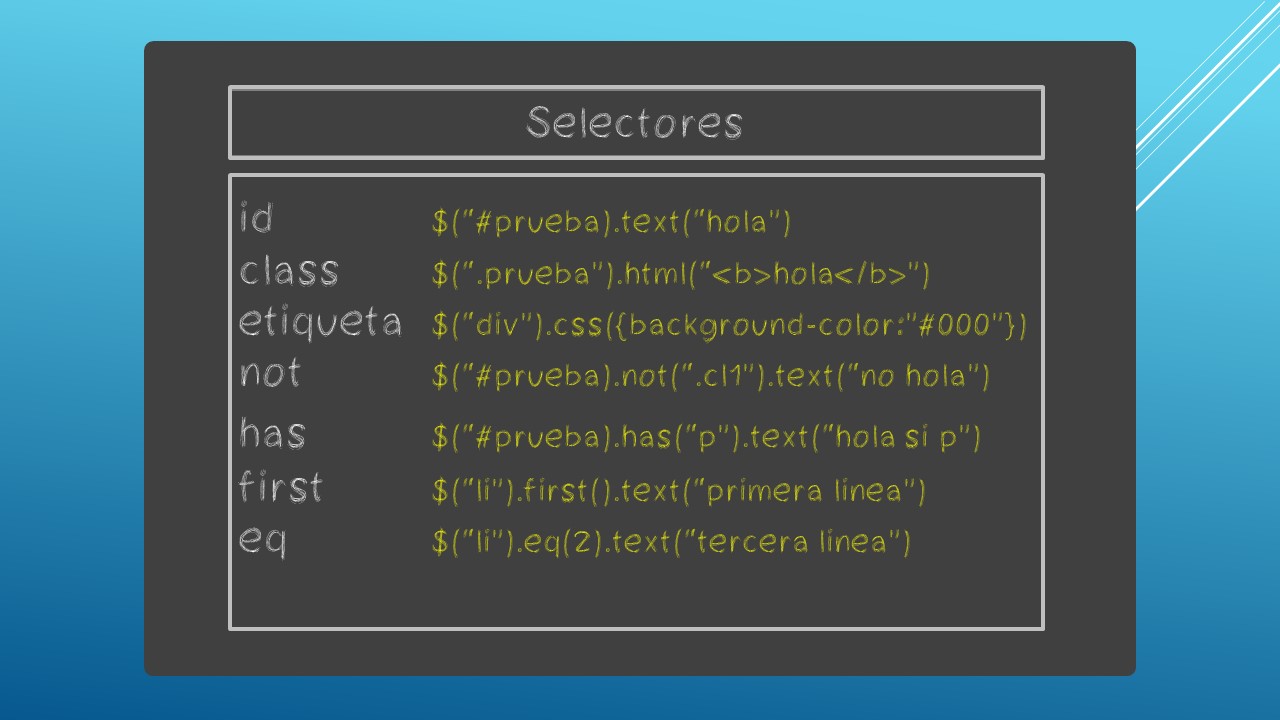 Selectores
id $("#prueba).text("hola")
class $(".prueba").html("<b>hola</b>")
etiqueta $("div").css({background-color:"#000"})
not $("#prueba).not(".cl1").text("no hola")
has $("#prueba).has("p").text("hola si p")
first $("li").first().text("primera linea")
eq $("li").eq(2).text("tercera linea")